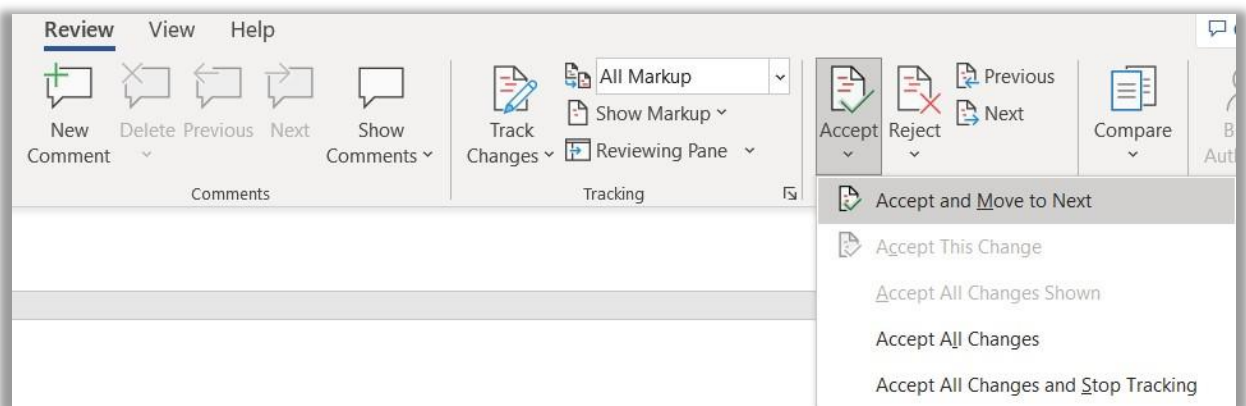 Review View Help
New Comment
Delete
Previous
Next
Show Comments
Track Changes
All Markup
Show Markup
Reviewing Pane
Accept
Reject
Previous
Next
Compare
Comments
Tracking
Accept and Move to Next
Accept This Change
Accept All Changes Shown
Accept All Changes
Accept All Changes and Stop Tracking